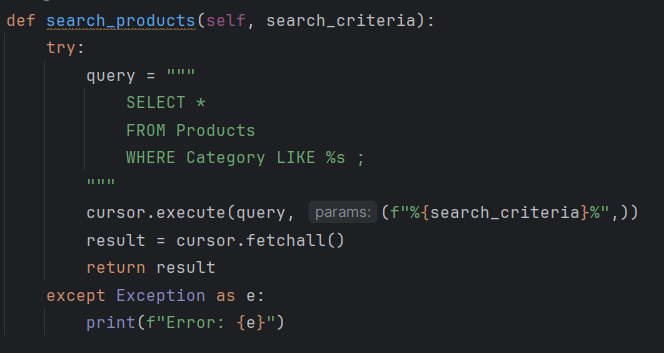 def search_products(self, search_criteria):
    try:
        query = """
            SELECT *
            FROM Products
            WHERE Category LIKE %s ;
        """
        cursor.execute(query, params: (f"%{search_criteria}%",))
        result = cursor.fetchall()
        return result
    except Exception as e:
        print(f"Error: {e}")